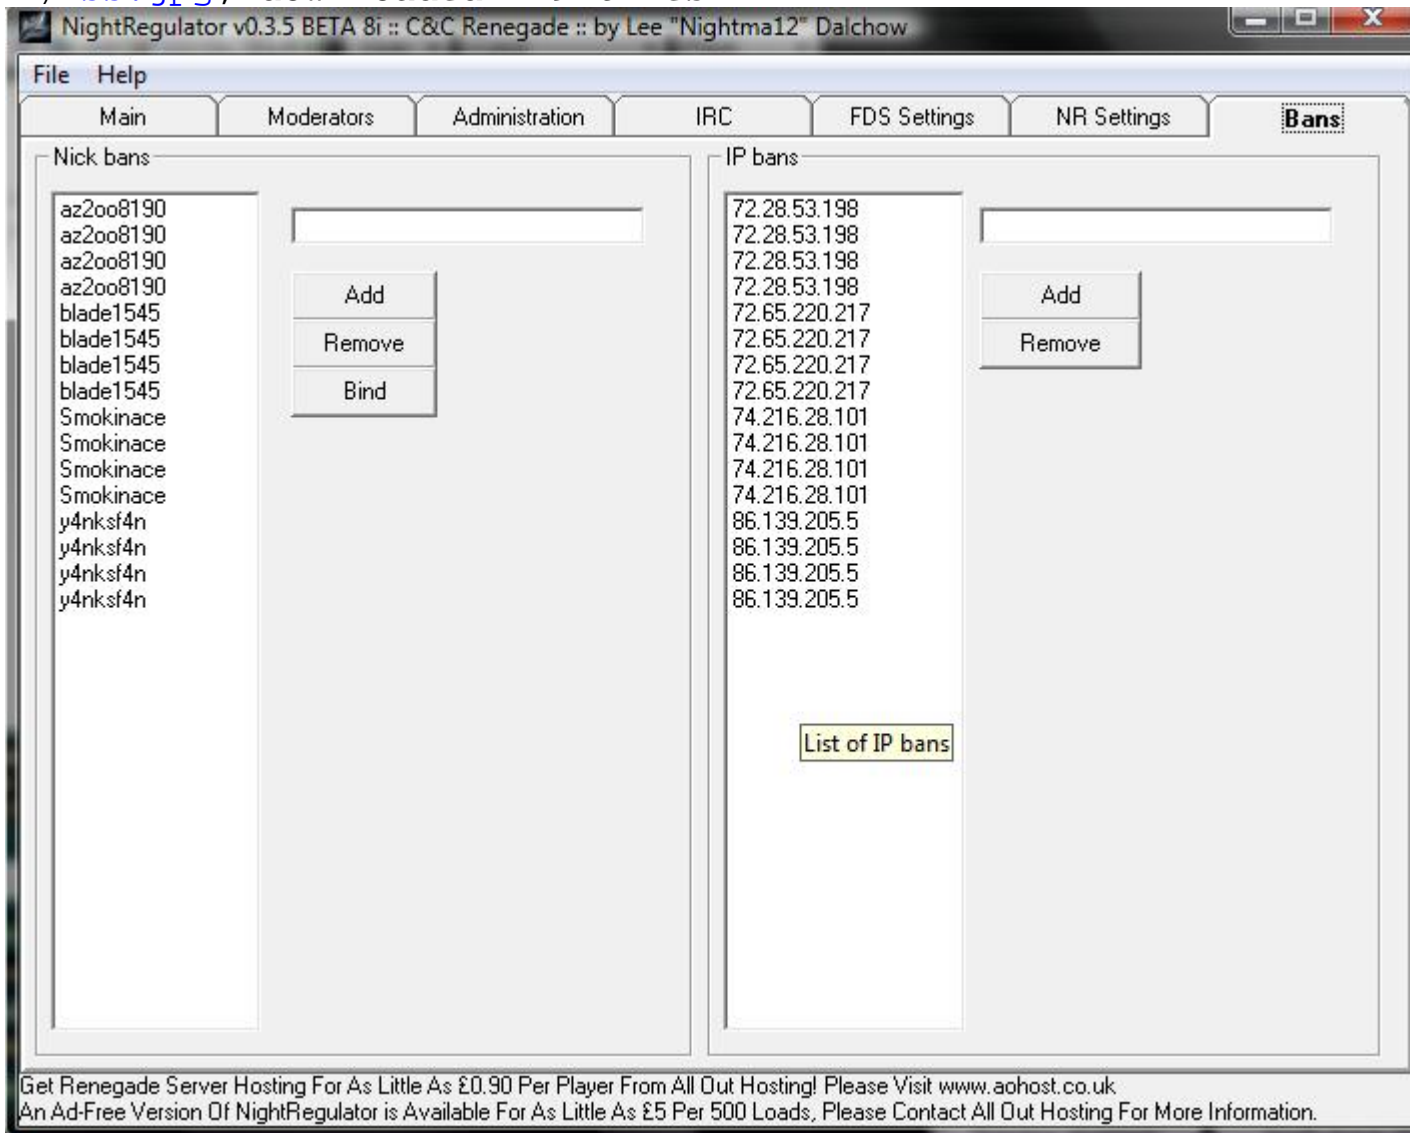 NightRegulator v0.3.5 BETA 8i :: C&C Renegade :: by Lee "Nightma12" Dalchow
File Help
Main Moderators Administration IRC FDS Settings NR Settings Bans
Nick bans
az2oo8190
az2oo8190
az2oo8190
az2oo8190
blade1545
blade1545
blade1545
blade1545
Smokinace
Smokinace
Smokinace
Smokinace
y4nksf4n
y4nksf4n
y4nksf4n
y4nksf4n
Add
Remove
Bind
IP bans
72.28.53.198
72.28.53.198
72.28.53.198
72.28.53.198
72.65.220.217
72.65.220.217
72.65.220.217
72.65.220.217
74.216.28.101
74.216.28.101
74.216.28.101
74.216.28.101
86.139.205.5
86.139.205.5
86.139.205.5
86.139.205.5
List of IP bans
Add
Remove
Get Renegade Server Hosting For As Little As £0.90 Per Player From All Out Hosting! Please Visit www.aohost.co.uk
An Ad-Free Version Of NightRegulator is Available For As Little As £5 Per 500 Loads, Please Contact All Out Hosting For More Information.